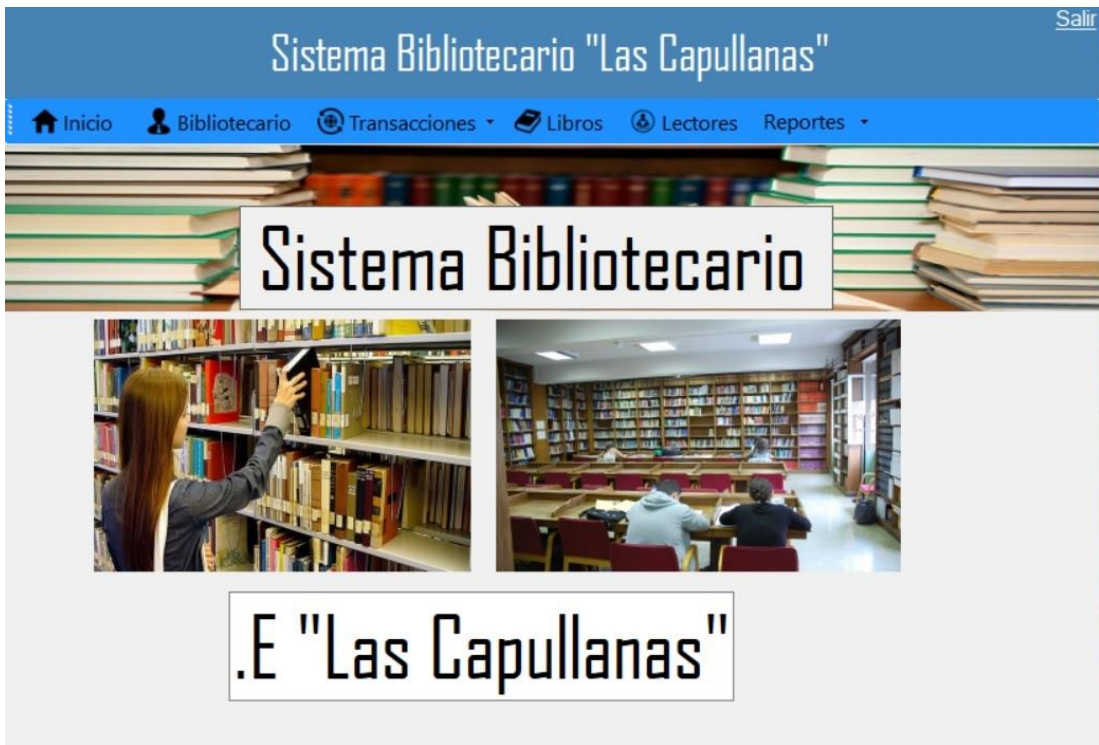 Salir
Sistema Bibliotecario "Las Capullanas"
Inicio Bibliotecario Transacciones Libros Lectores Reportes
Sistema Bibliotecario
.E "Las Capullanas"